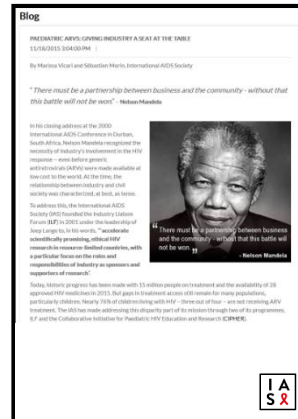 Blog
PAEDIATRIC ARVS: GIVING INDUSTRY A SEAT AT THE TABLE
11/18/2015 3:04:00 PM
By Marissa Vicari and Sébastien Morin, International AIDS Society
"There must be a partnership between business and the community - without that
this battle will not be won" - Nelson Mandela
In his closing address at the 2000
International AIDS Conference in Durban,
South Africa, Nelson Mandela recognized the
necessity of industry's involvement in the HIV
response – even before generic
antiretrovirals (ARVs) were made available at
low cost to the world. At the time, the
relationship between industry and civil
society was characterized, at best, as tense.
To address this, the International AIDS
Society (IAS) founded the Industry Liaison
Forum (ILF) in 2001 under the leadership of
Joep Lange to, in his words, "accelerate
scientifically promising, ethical HIV
research in resource-limited countries, with
a particular focus on the roles and
responsibilities of industry as sponsors and
supporters of research".
"There must be a partnership between business
and the community - without that this battle will
not be won"
- Nelson Mandela
Today, historic progress has been made with 15 million people on treatment and the availability of 28
approved HIV medicines in 2015. But gaps in treatment access still remain for many populations,
particularly children. Nearly 76% of children living with HIV – three out of four – are not receiving ARV
treatment. The IAS has made addressing this disparity part of its mission through two of its programmes,
ILF and the Collaborative Initiative for Paediatric HIV Education and Research (CIPHER).
IAS